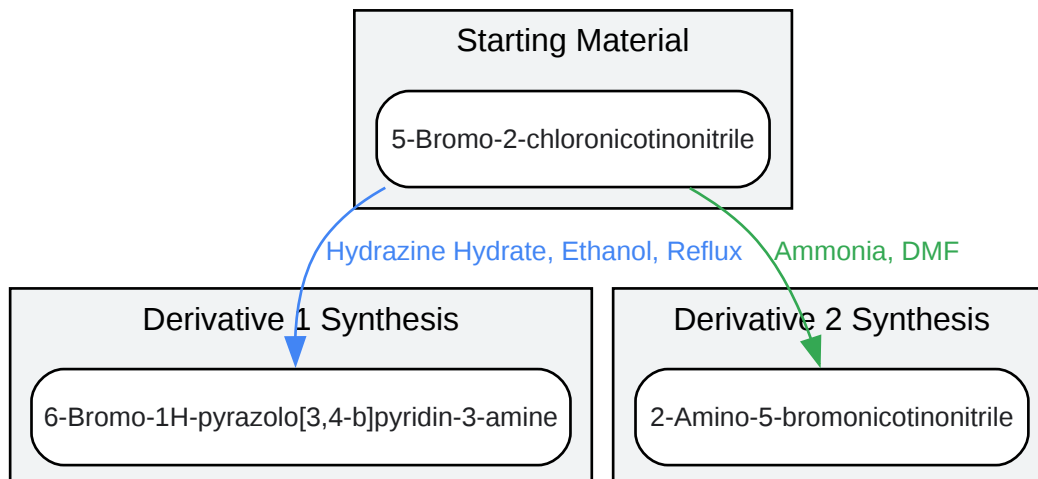 Starting Material
5-Bromo-2-chloronicotinonitrile
Hydrazine Hydrate, Ethanol, Reflux
Ammonia, DMF
Derivative 1 Synthesis
Derivative 2 Synthesis
6-Bromo-1H-pyrazolo[3,4-b]pyridin-3-amine
2-Amino-5-bromonicotinonitrile